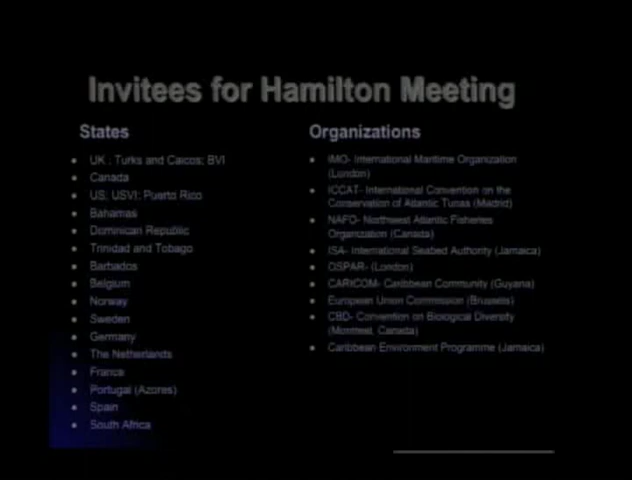 Invitees for Hamilton Meeting
States
UK : Turks and Caicos; BVI
Canada
US; USVI; Puerto Rico
Bahamas
Dominican Republic
Trinidad and Tobago
Barbados
Belgium
Norway
Sweden
Germany
The Netherlands
France
Portugal (Azores)
Spain
South Africa
Organizations
IMO- International Maritime Organization
(London)
ICCAT- International Convention on the
Conservation of Atlantic Tunas (Madrid)
NAFO- Northwest Atlantic Fisheries
Organization (Canada)
ISA- International Seabed Authority (Jamaica)
OSPAR- (London)
CARICOM- Caribbean Community (Guyana)
European Union Commission (Brussels)
CBD- Convention on Biological Diversity
(Montreal, Canada)
Caribbean Environment Programme (Jamaica)